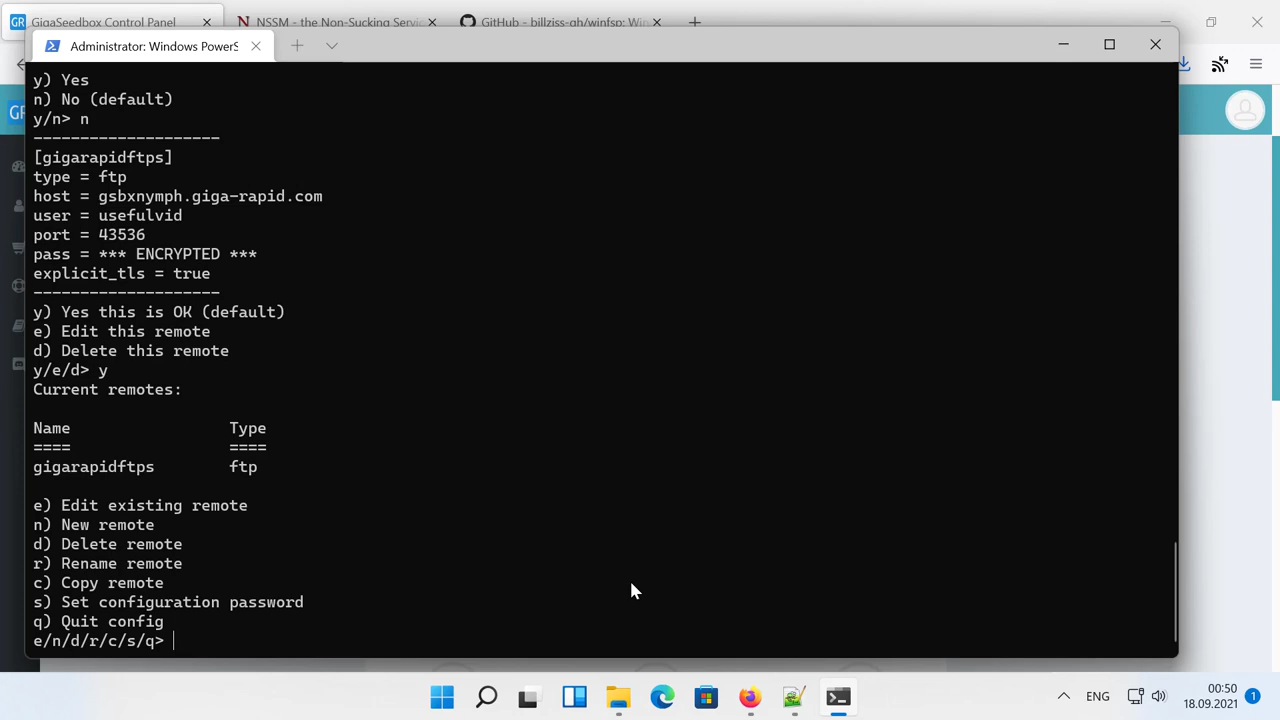 GigaSeedbox Control Panel
NSSM - the Non-Sucking Servic
GitHub - billziss-gh/winfsp: Win
GR
Administrator: Windows PowerS
y) Yes
n) No (default)
y/n> n
--------------------
[gigarapidftps]
type = ftp
host = gsbxnymph.giga-rapid.com
user = usefulvid
port = 43536
pass = *** ENCRYPTED ***
explicit_tls = true
--------------------
y) Yes this is OK (default)
e) Edit this remote
d) Delete this remote
y/e/d> y
Current remotes:
Name Type
==== ====
gigarapidftps ftp
e) Edit existing remote
n) New remote
d) Delete remote
r) Rename remote
c) Copy remote
s) Set configuration password
q) Quit config
e/n/d/r/c/s/q>
ENG
00:50
18.09.2021
1